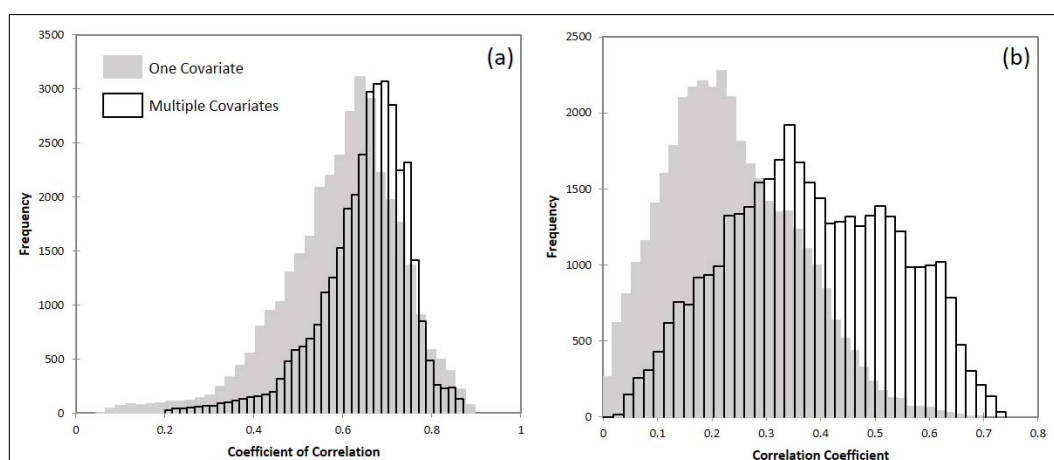 (a)
One Covariate
Multiple Covariates
Frequency
3500
3000
2500
2000
1500
1000
500
0
0 0.2 0.4 0.6 0.8 1
Coefficient of Correlation
(b)
Frequency
2500
2000
1500
1000
500
0
0 0.1 0.2 0.3 0.4 0.5 0.6 0.7 0.8
Correlation Coefficient